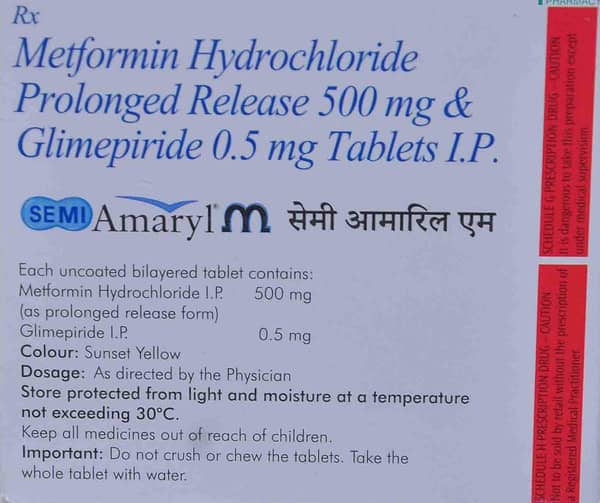 PHARMACY
Rx
Metformin Hydrochloride
Prolonged Release 500 mg &
Glimepiride 0.5 mg Tablets I.P.
SEMI Amaryl® m सेमी आमारिल एम
Each uncoated bilayered tablet contains:
Metformin Hydrochloride I.P. 500 mg
(as prolonged release form)
Glimepiride I.P. 0.5 mg
Colour: Sunset Yellow
Dosage: As directed by the Physician
Store protected from light and moisture at a temperature
not exceeding 30°C.
Keep all medicines out of reach of children.
Important: Do not crush or chew the tablets. Take the
whole tablet with water.
SCHEDULE G PRESCRIPTION DRUG – CAUTION
It is dangerous to take this preparation except
under medical supervision.
SCHEDULE H PRESCRIPTION DRUG – CAUTION
Not to be sold by retail without the prescription of
a Registered Medical Practitioner